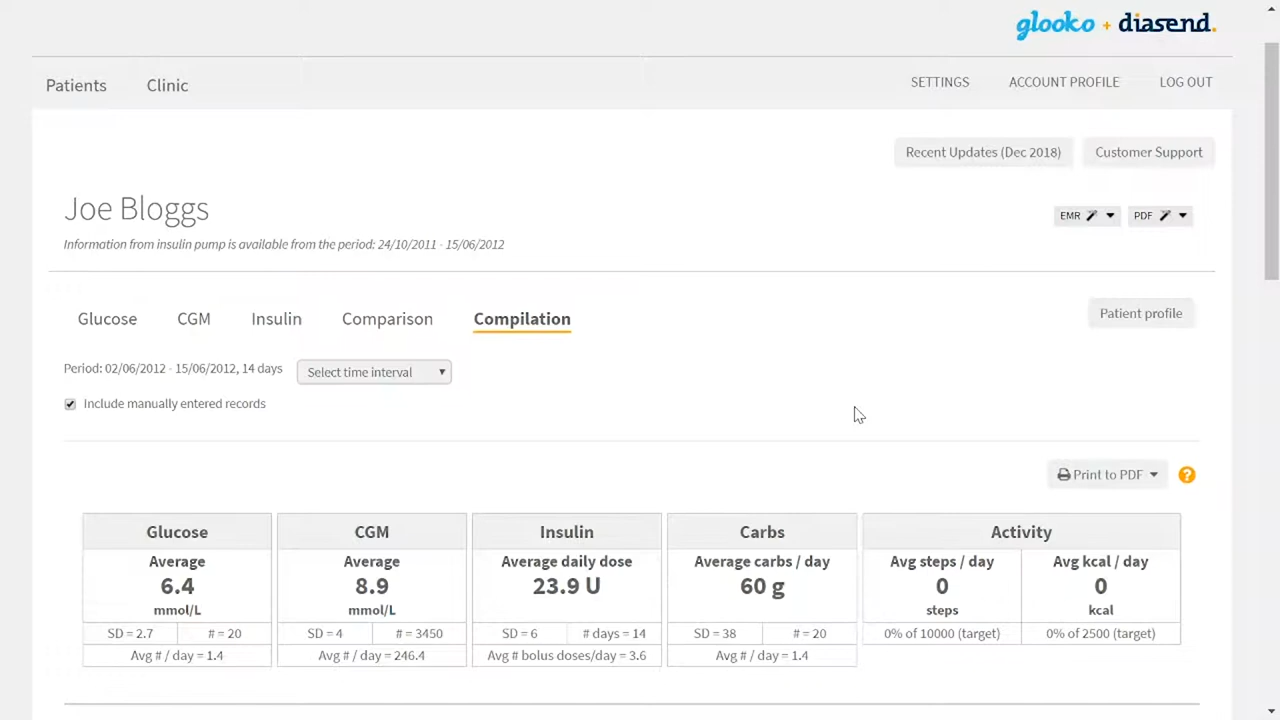 glooko + diasend.
Patients Clinic SETTINGS ACCOUNT PROFILE LOG OUT
Recent Updates (Dec 2018) Customer Support
Joe Bloggs
EMR PDF
Information from insulin pump is available from the period: 24/10/2011 - 15/06/2012
Glucose CGM Insulin Comparison Compilation
Patient profile
Period: 02/06/2012 - 15/06/2012, 14 days Select time interval
Include manually entered records
Print to PDF ?
Glucose CGM Insulin Carbs Activity
Average Average Average daily dose Average carbs / day Avg steps / day Avg kcal / day
6.4 8.9 23.9 U 60 g 0 0
mmol/L mmol/L steps kcal
SD = 2.7 # = 20 SD = 4 # = 3450 SD = 6 # days = 14 SD = 38 # = 20 0% of 10000 (target) 0% of 2500 (target)
Avg # / day = 1.4 Avg # / day = 246.4 Avg # bolus doses/day = 3.6 Avg # / day = 1.4